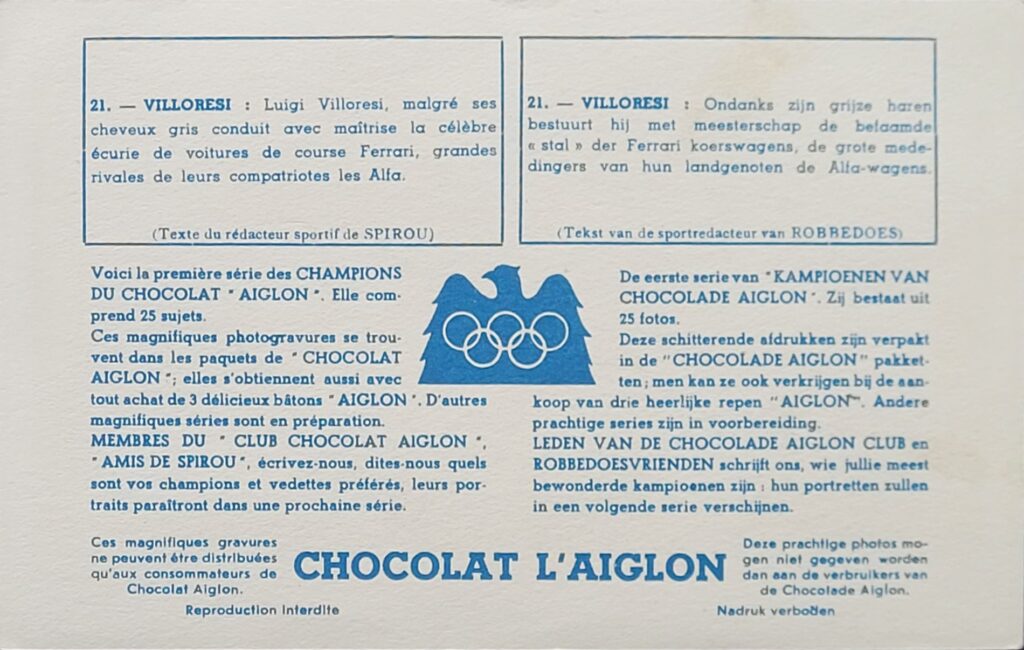 21. — VILLORESI : Luigi Villoresi, malgré ses
cheveux gris conduit avec maîtrise la célèbre
écurie de voitures de course Ferrari, grandes
rivales de leurs compatriotes les Alfa.
(Texte du rédacteur sportif de SPIROU)
21. — VILLORESI : Ondanks zijn grijze haren
bestuurt hij met meesterschap de befaamde
« stal » der Ferrari koerswagens, de grote mede-
dingers van hun landgenoten de Alfa-wagens.
(Tekst van de sportredacteur van ROBBEDOES)
Voici la première série des CHAMPIONS
DU CHOCOLAT " AIGLON ". Elle com-
prend 25 sujets.
Ces magnifiques photogravures se trou-
vent dans les paquets de " CHOCOLAT
AIGLON "; elles s'obtiennent aussi avec
tout achat de 3 délicieux bâtons " AIGLON ". D'autres
magnifiques séries sont en préparation.
MEMBRES DU " CLUB CHOCOLAT AIGLON ",
" AMIS DE SPIROU ", écrivez-nous, dites-nous quels
sont vos champions et vedettes préférés, leurs por-
traits paraîtront dans une prochaine série.
De eerste serie van " KAMPIOENEN VAN
CHOCOLADE AIGLON ". Zij bestaat uit
25 fotos.
Deze schitterende afdrukken zijn verpakt
in de "CHOCOLADE AIGLON" pakket-
ten ; men kan ze ook verkrijgen bij de aan-
koop van drie heerlijke repen "AIGLON". Andere
prachtige series zijn in voorbereiding.
LEDEN VAN DE CHOCOLADE AIGLON CLUB en
ROBBEDOESVRIENDEN schrijft ons, wie jullie meest
bewonderde kampioenen zijn : hun portretten zullen
in een volgende serie verschijnen.
Ces magnifiques gravures
ne peuvent être distribuées
qu'aux consommateurs de
Chocolat Aiglon.
Reproduction interdite
CHOCOLAT L'AIGLON
Deze prachtige photos mo-
gen niet gegeven worden
dan aan de verbruikers van
de Chocolade Aiglon.
Nadruk verboden